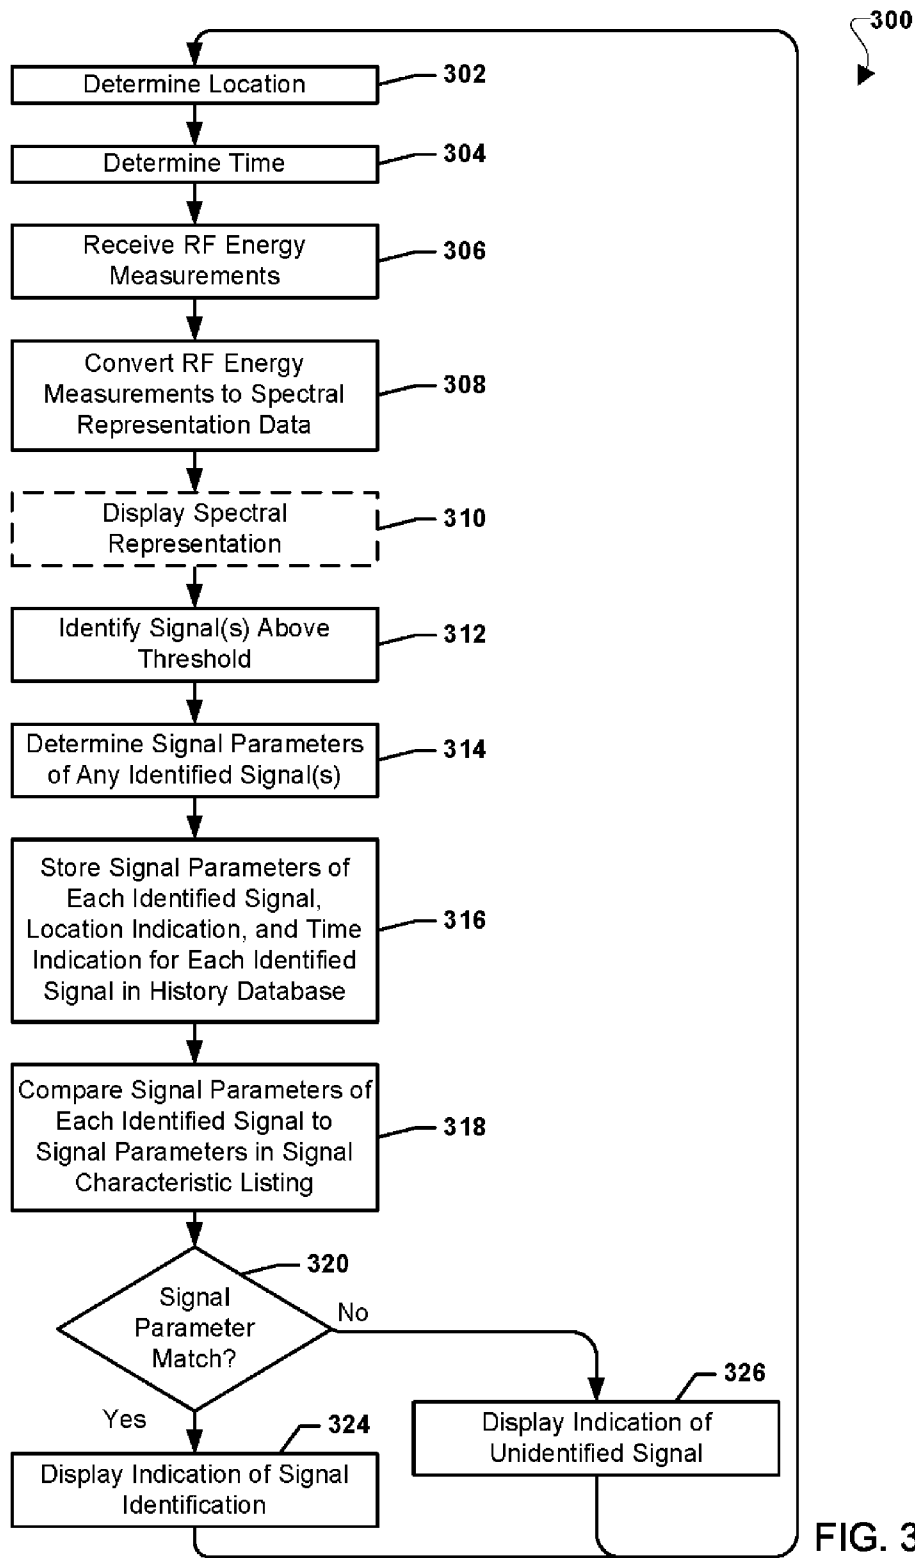 300
Determine Location
302
Determine Time
304
Receive RF Energy
Measurements
306
Convert RF Energy
Measurements to Spectral
Representation Data
308
Display Spectral
Representation
310
Identify Signal(s) Above
Threshold
312
Determine Signal Parameters
of Any Identified Signal(s)
314
Store Signal Parameters of
Each Identified Signal,
Location Indication, and Time
Indication for Each Identified
Signal in History Database
316
Compare Signal Parameters of
Each Identified Signal to
Signal Parameters in Signal
Characteristic Listing
318
320
Signal
Parameter
Match?
No
Yes
326
Display Indication of
Unidentified Signal
324
Display Indication of Signal
Identification
FIG. 3